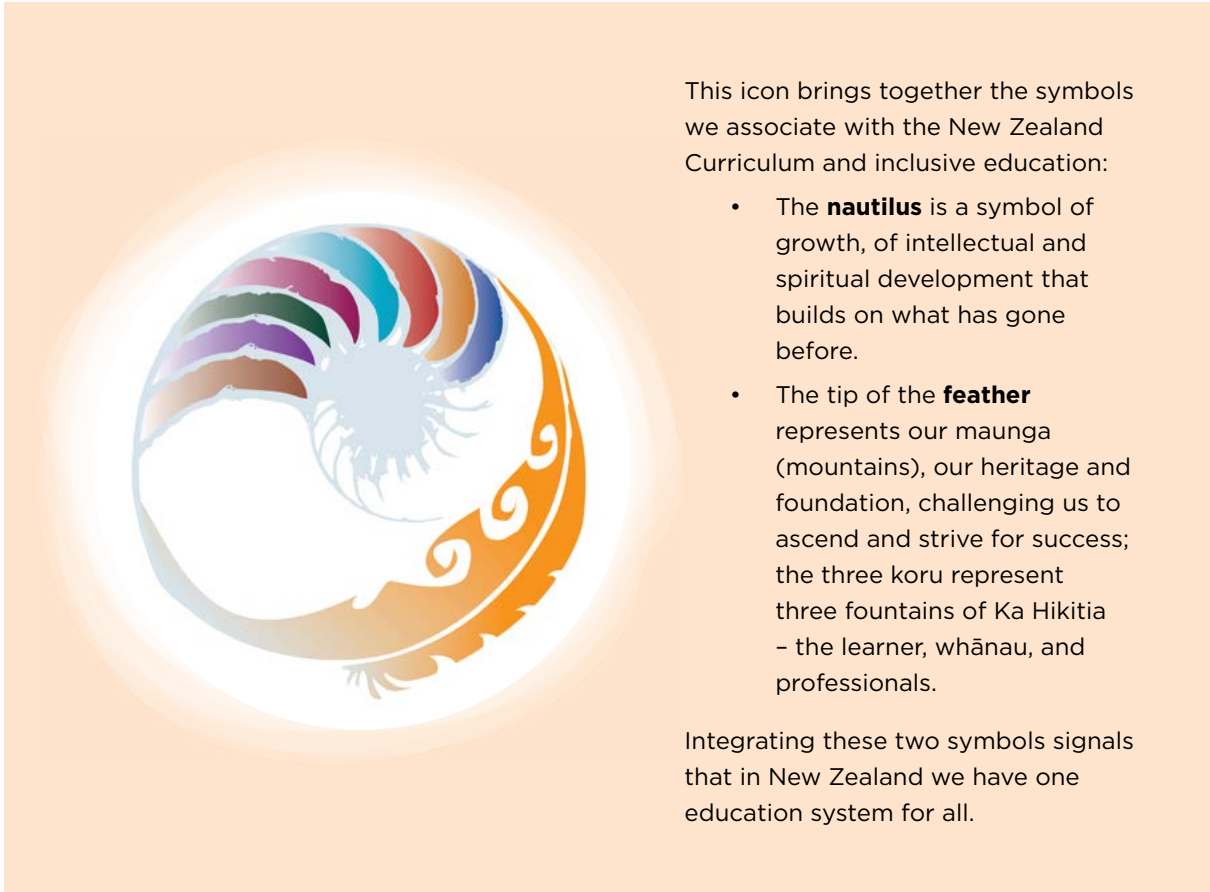 This icon brings together the symbols
we associate with the New Zealand
Curriculum and inclusive education:
• The nautilus is a symbol of
growth, of intellectual and
spiritual development that
builds on what has gone
before.
• The tip of the feather
represents our maunga
(mountains), our heritage and
foundation, challenging us to
ascend and strive for success;
the three koru represent
three fountains of Ka Hikitia
– the learner, whānau, and
professionals.
Integrating these two symbols signals
that in New Zealand we have one
education system for all.